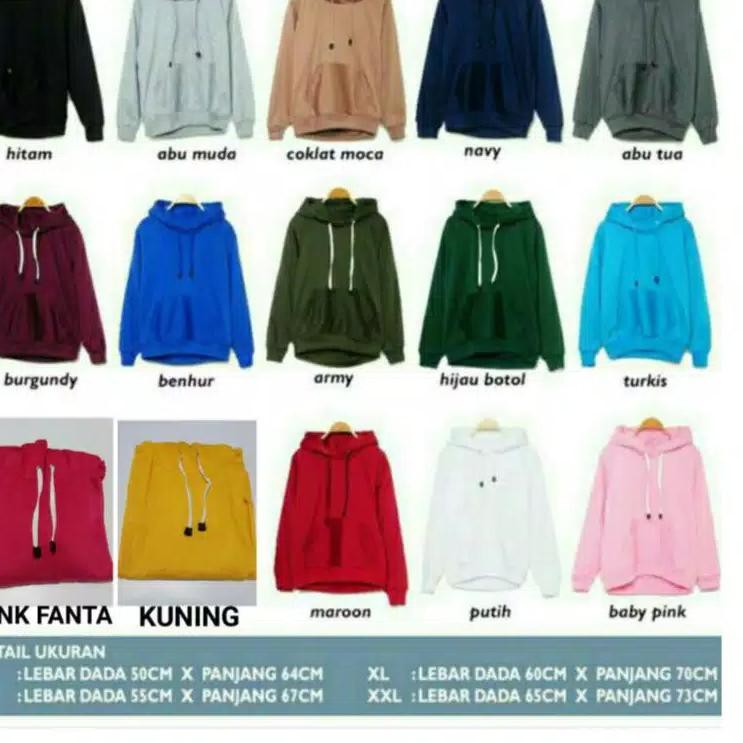 hitam abu muda coklat moca navy abu tua
burgundy benhur army hijau botol turkis
NK FANTA KUNING maroon putih baby pink
TAIL UKURAN
:LEBAR DADA 50CM X PANJANG 64CM XL :LEBAR DADA 60CM X PANJANG 70CM
:LEBAR DADA 55CM X PANJANG 67CM XXL :LEBAR DADA 65CM X PANJANG 73CM